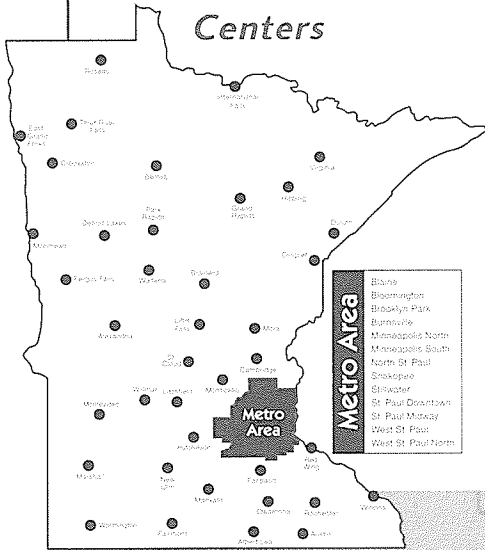 Centers
Roseau
International
Falls
East
Grand
Forks
Thief River
Falls
Crookston
Bemidji
Virginia
Hibbing
Grand
Rapids
Park
Rapids
Detroit Lakes
Moorhead
Duluth
Cloquet
Fergus Falls
Wadena
Brainerd
Alexandria
Little
Falls
Mora
St.
Cloud
Cambridge
Monticello
Willmar
Litchfield
Montevideo
Metro
Area
Hutchinson
Red
Wing
Marshall
New
Ulm
Faribault
Mankato
Owatonna
Rochester
Winona
Worthington
Fairmont
Albert Lea
Austin
Metro Area
Blaine
Bloomington
Brooklyn Park
Burnsville
Minneapolis North
Minneapolis South
North St. Paul
Shakopee
Stillwater
St. Paul Downtown
St. Paul Midway
West St. Paul
West St. Paul North